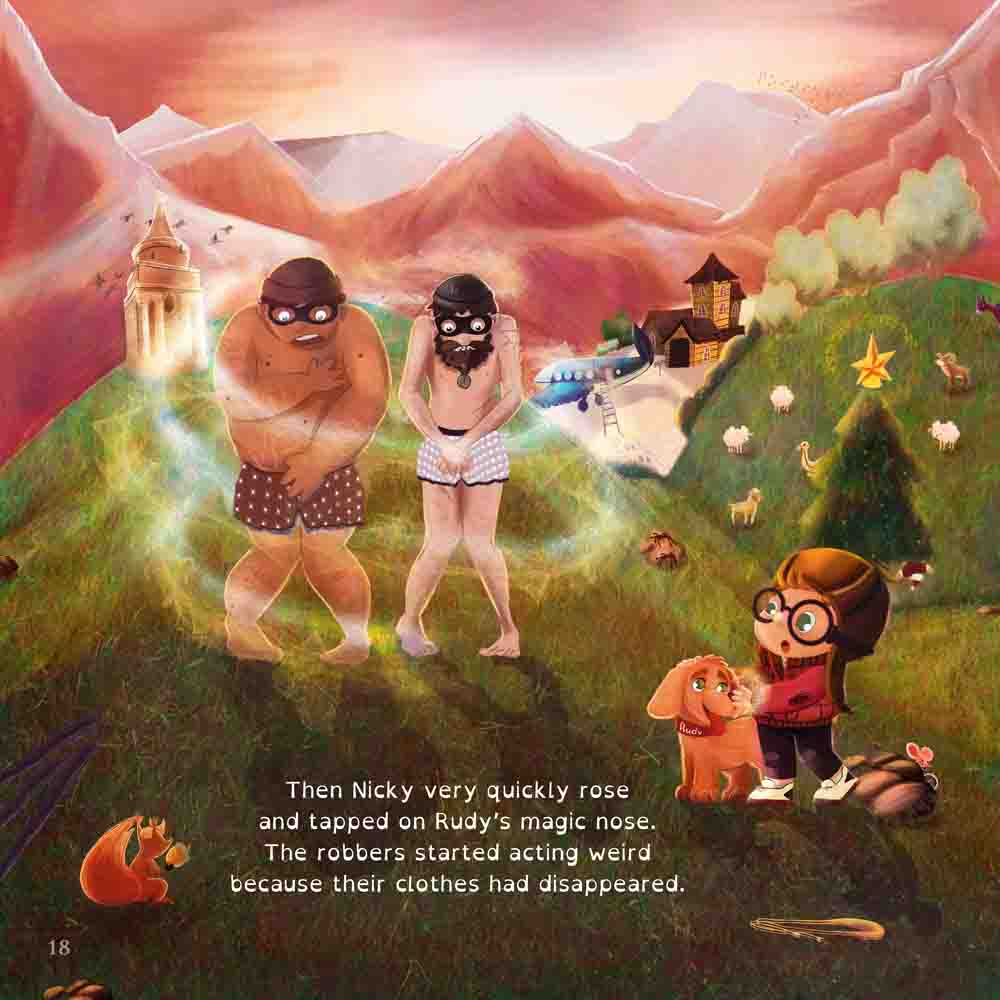 Rudy
Then Nicky very quickly rose
and tapped on Rudy's magic nose.
The robbers started acting weird
because their clothes had disappeared.
18